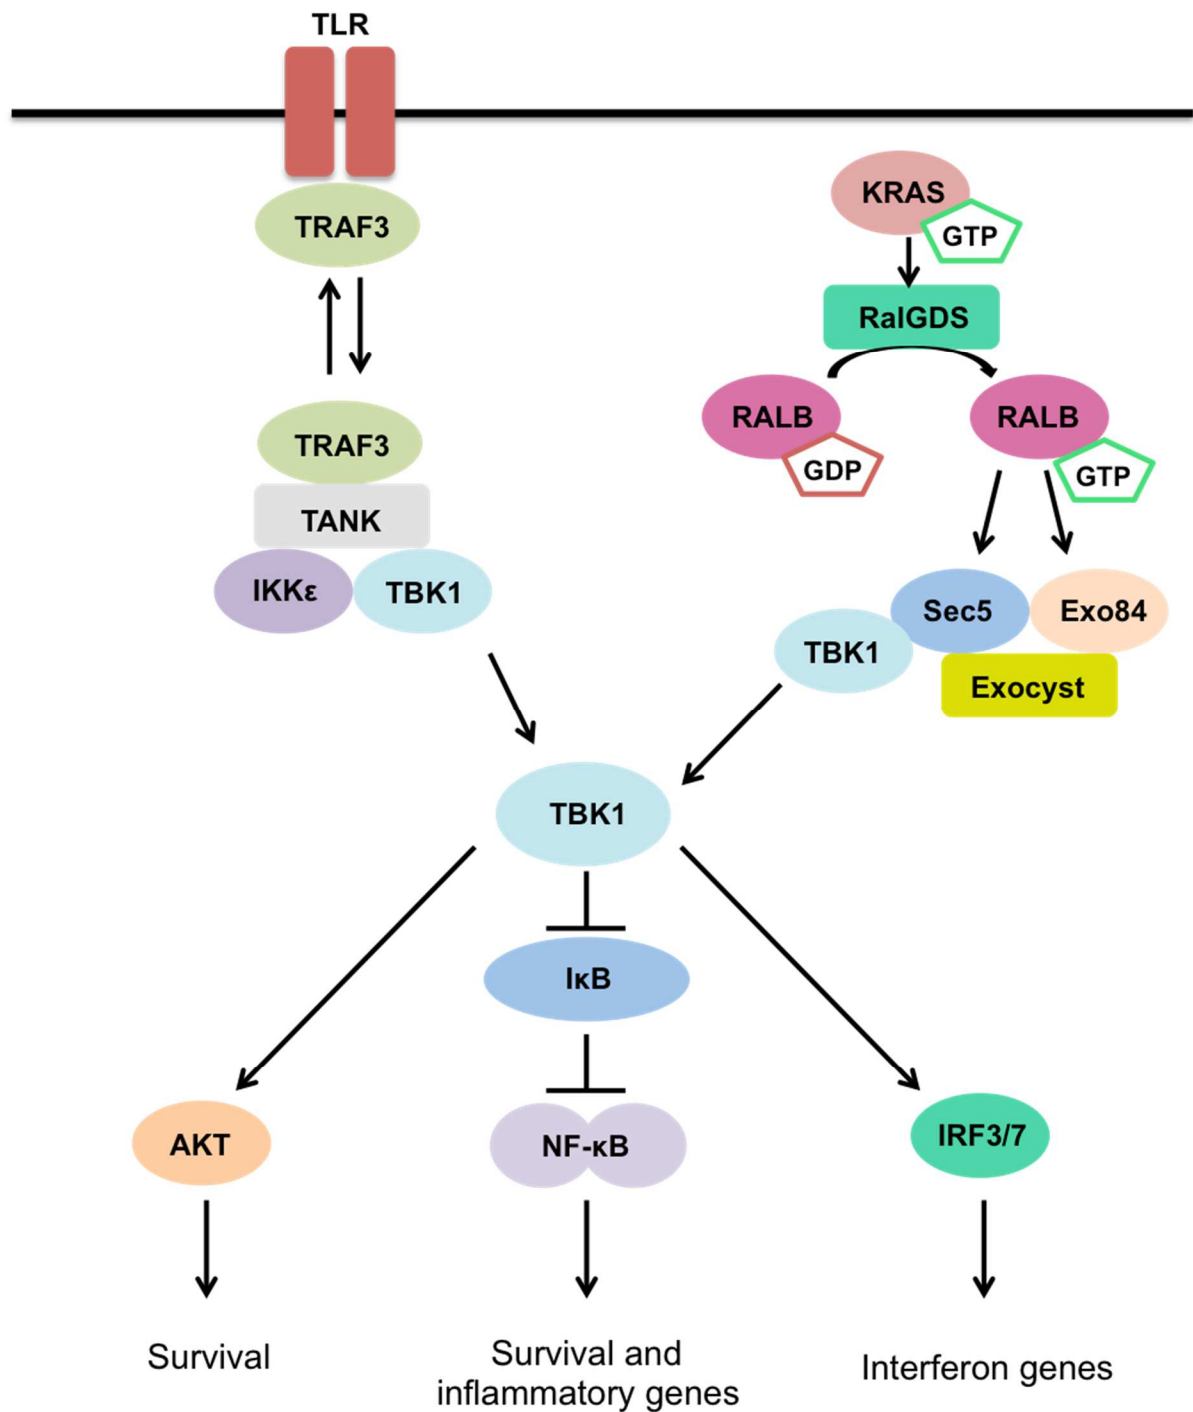 TLR
TRAF3
TRAF3
TANK
IKKε
TBK1
KRAS
GTP
RalGDS
RALB
GDP
RALB
GTP
Sec5
Exo84
TBK1
Exocyst
TBK1
IκB
AKT
NF-κB
IRF3/7
Survival
Survival and
inflammatory genes
Interferon genes